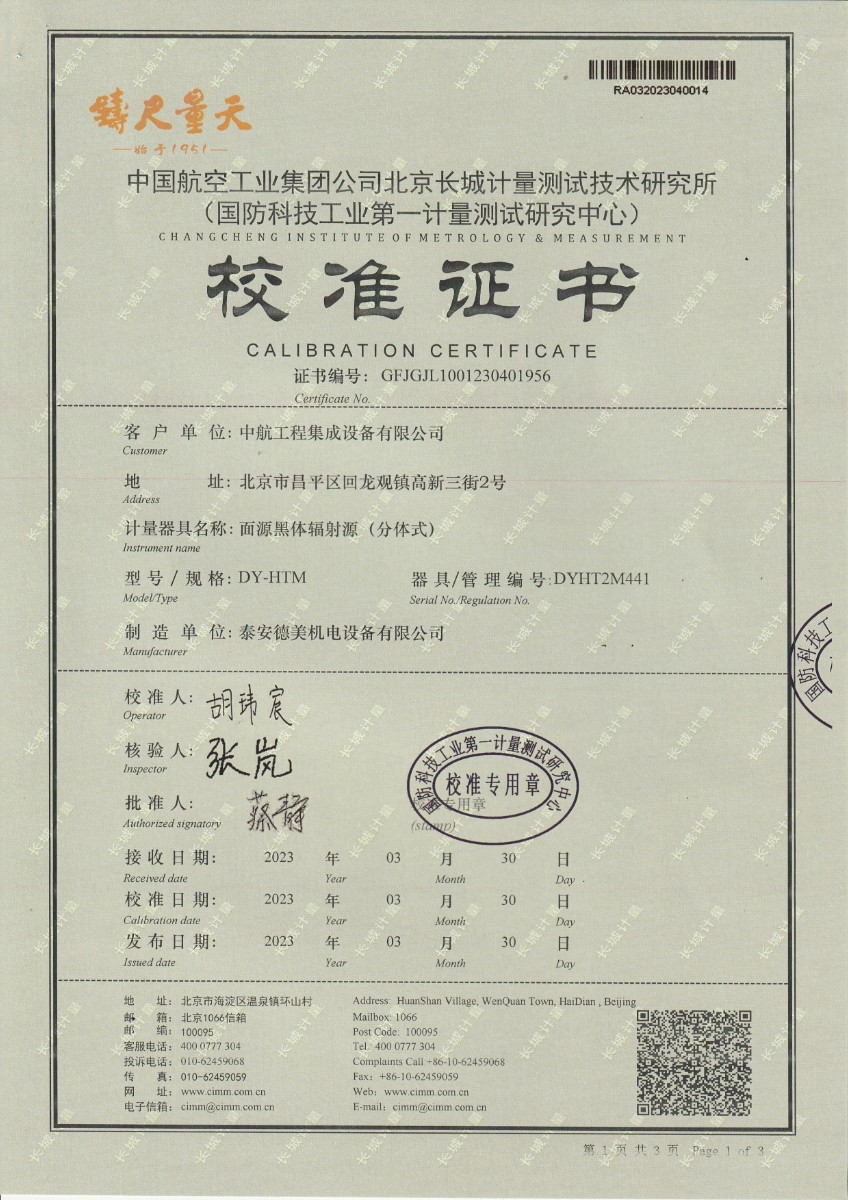 RA032023040014
鑄尺量天
—始于1951—
中国航空工业集团公司北京长城计量测试技术研究所
（国防科技工业第一计量测试研究中心）
CHANGCHENG INSTITUTE OF METROLOGY & MEASUREMENT
校准证书
CALIBRATION CERTIFICATE
证书编号： GFJGJL1001230401956
Certificate No.
客户单位: 中航工程集成设备有限公司
Customer
地址: 北京市昌平区回龙观镇高新三街2号
Address
计量器具名称: 面源黑体辐射源（分体式）
Instrument name
型号/规格: DY-HTM 器具/管理编号: DYHT2M441
Model/Type Serial No./Regulation No.
制造单位: 泰安德美机电设备有限公司
Manufacturer
校准人: 胡玮宸
Operator
核验人: 张岚
Inspector
国防科技工业第一计量测试研究中心
校准专用章
批准人: 静
Authorized signatory (stamp)
接收日期: 2023 年 03 月 30 日
Received date Year Month Day
校准日期: 2023 年 03 月 30 日
Calibration date Year Month Day
发布日期: 2023 年 03 月 30 日
Issued date Year Month Day
地址: 北京市海淀区温泉镇环山村 Address: HuanShan Village, WenQuan Town, HaiDian , Beijing
邮箱: 北京1066信箱 Mailbox: 1066
邮编: 100095 Post Code: 100095
客服电话: 400 0777 304 Tel: 400 0777 304
投诉电话: 010-62459068 Complaints Call +86-10-62459068
传真: 010-62459059 Fax: +86-10-62459059
网址: www.cimm.com.cn Web: www.cimm.com.cn
电子信箱: cimm@cimm.com.cn E-mail: cimm@cimm.com.cn
第 1 页 共 3 页 Page 1 of 3
国防科技工
长城计量